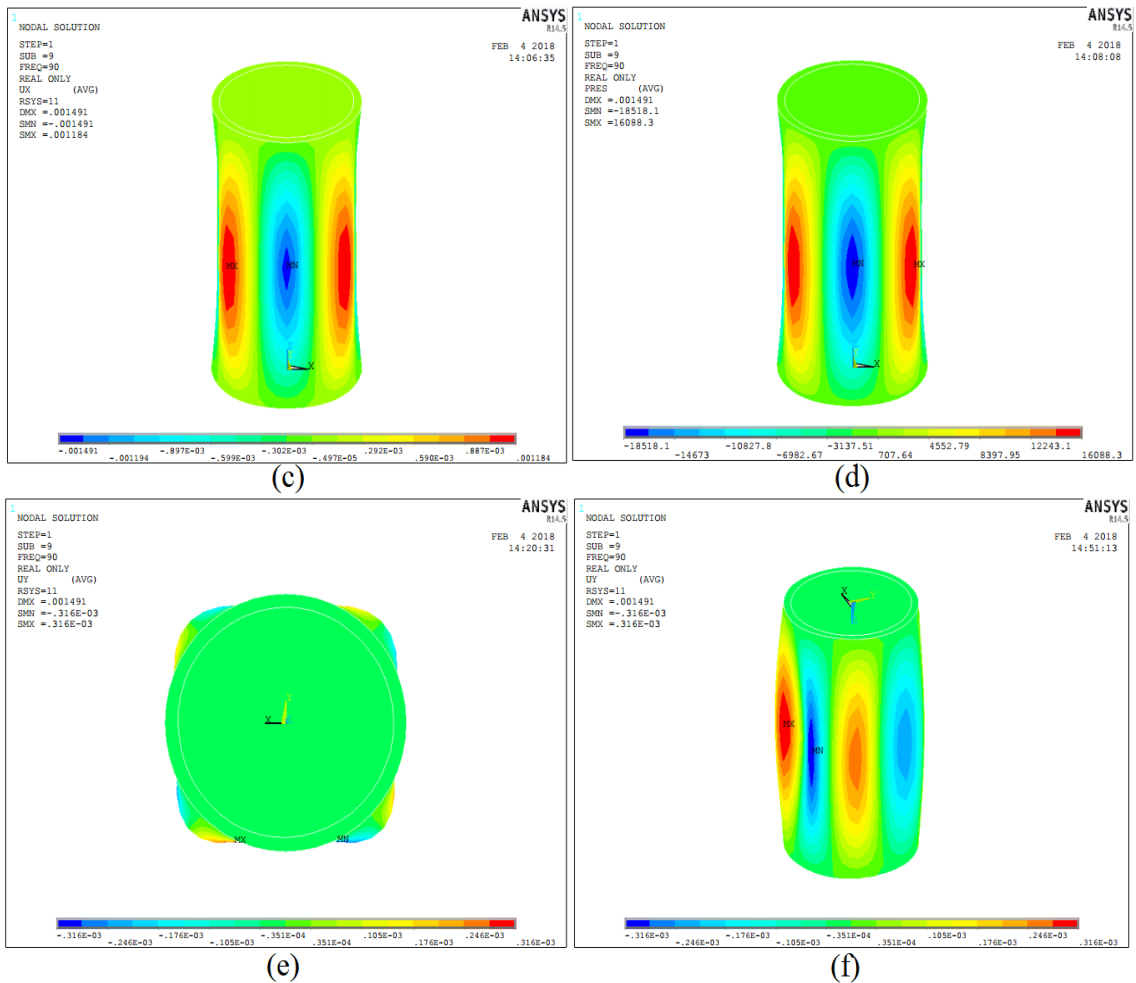 1
NODAL SOLUTION
STEP=1
SUB =9
FREQ=90
REAL ONLY
UX (AVG)
RSYS=11
DMX =.001491
SMN =-.001491
SMX =.001184
ANSYS
R14.5
FEB 4 2018
14:06:35
MX
MN
Z
Y
X
-.001491 -.897E-03 -.302E-03 .292E-03 .887E-03
-.001194 -.599E-03 -.497E-05 .590E-03 .001184
(c)
1
NODAL SOLUTION
STEP=1
SUB =9
FREQ=90
REAL ONLY
PRES (AVG)
DMX =.001491
SMN =-18518.1
SMX =16088.3
ANSYS
R14.5
FEB 4 2018
14:08:08
MN
MX
Z
Y
X
-18518.1 -10827.8 -3137.51 4552.79 12243.1
-14673 -6982.67 707.64 8397.95 16088.3
(d)
1
NODAL SOLUTION
STEP=1
SUB =9
FREQ=90
REAL ONLY
UY (AVG)
RSYS=11
DMX =.001491
SMN =-.316E-03
SMX =.316E-03
ANSYS
R14.5
FEB 4 2018
14:20:31
Y
X Z
MX MN
-.316E-03 -.176E-03 -.351E-04 .105E-03 .246E-03
-.246E-03 -.105E-03 .351E-04 .176E-03 .316E-03
(e)
1
NODAL SOLUTION
STEP=1
SUB =9
FREQ=90
REAL ONLY
UY (AVG)
RSYS=11
DMX =.001491
SMN =-.316E-03
SMX =.316E-03
ANSYS
R14.5
FEB 4 2018
14:51:13
X Y
Z
MX
MN
-.316E-03 -.176E-03 -.351E-04 .105E-03 .246E-03
-.246E-03 -.105E-03 .351E-04 .176E-03 .316E-03
(f)